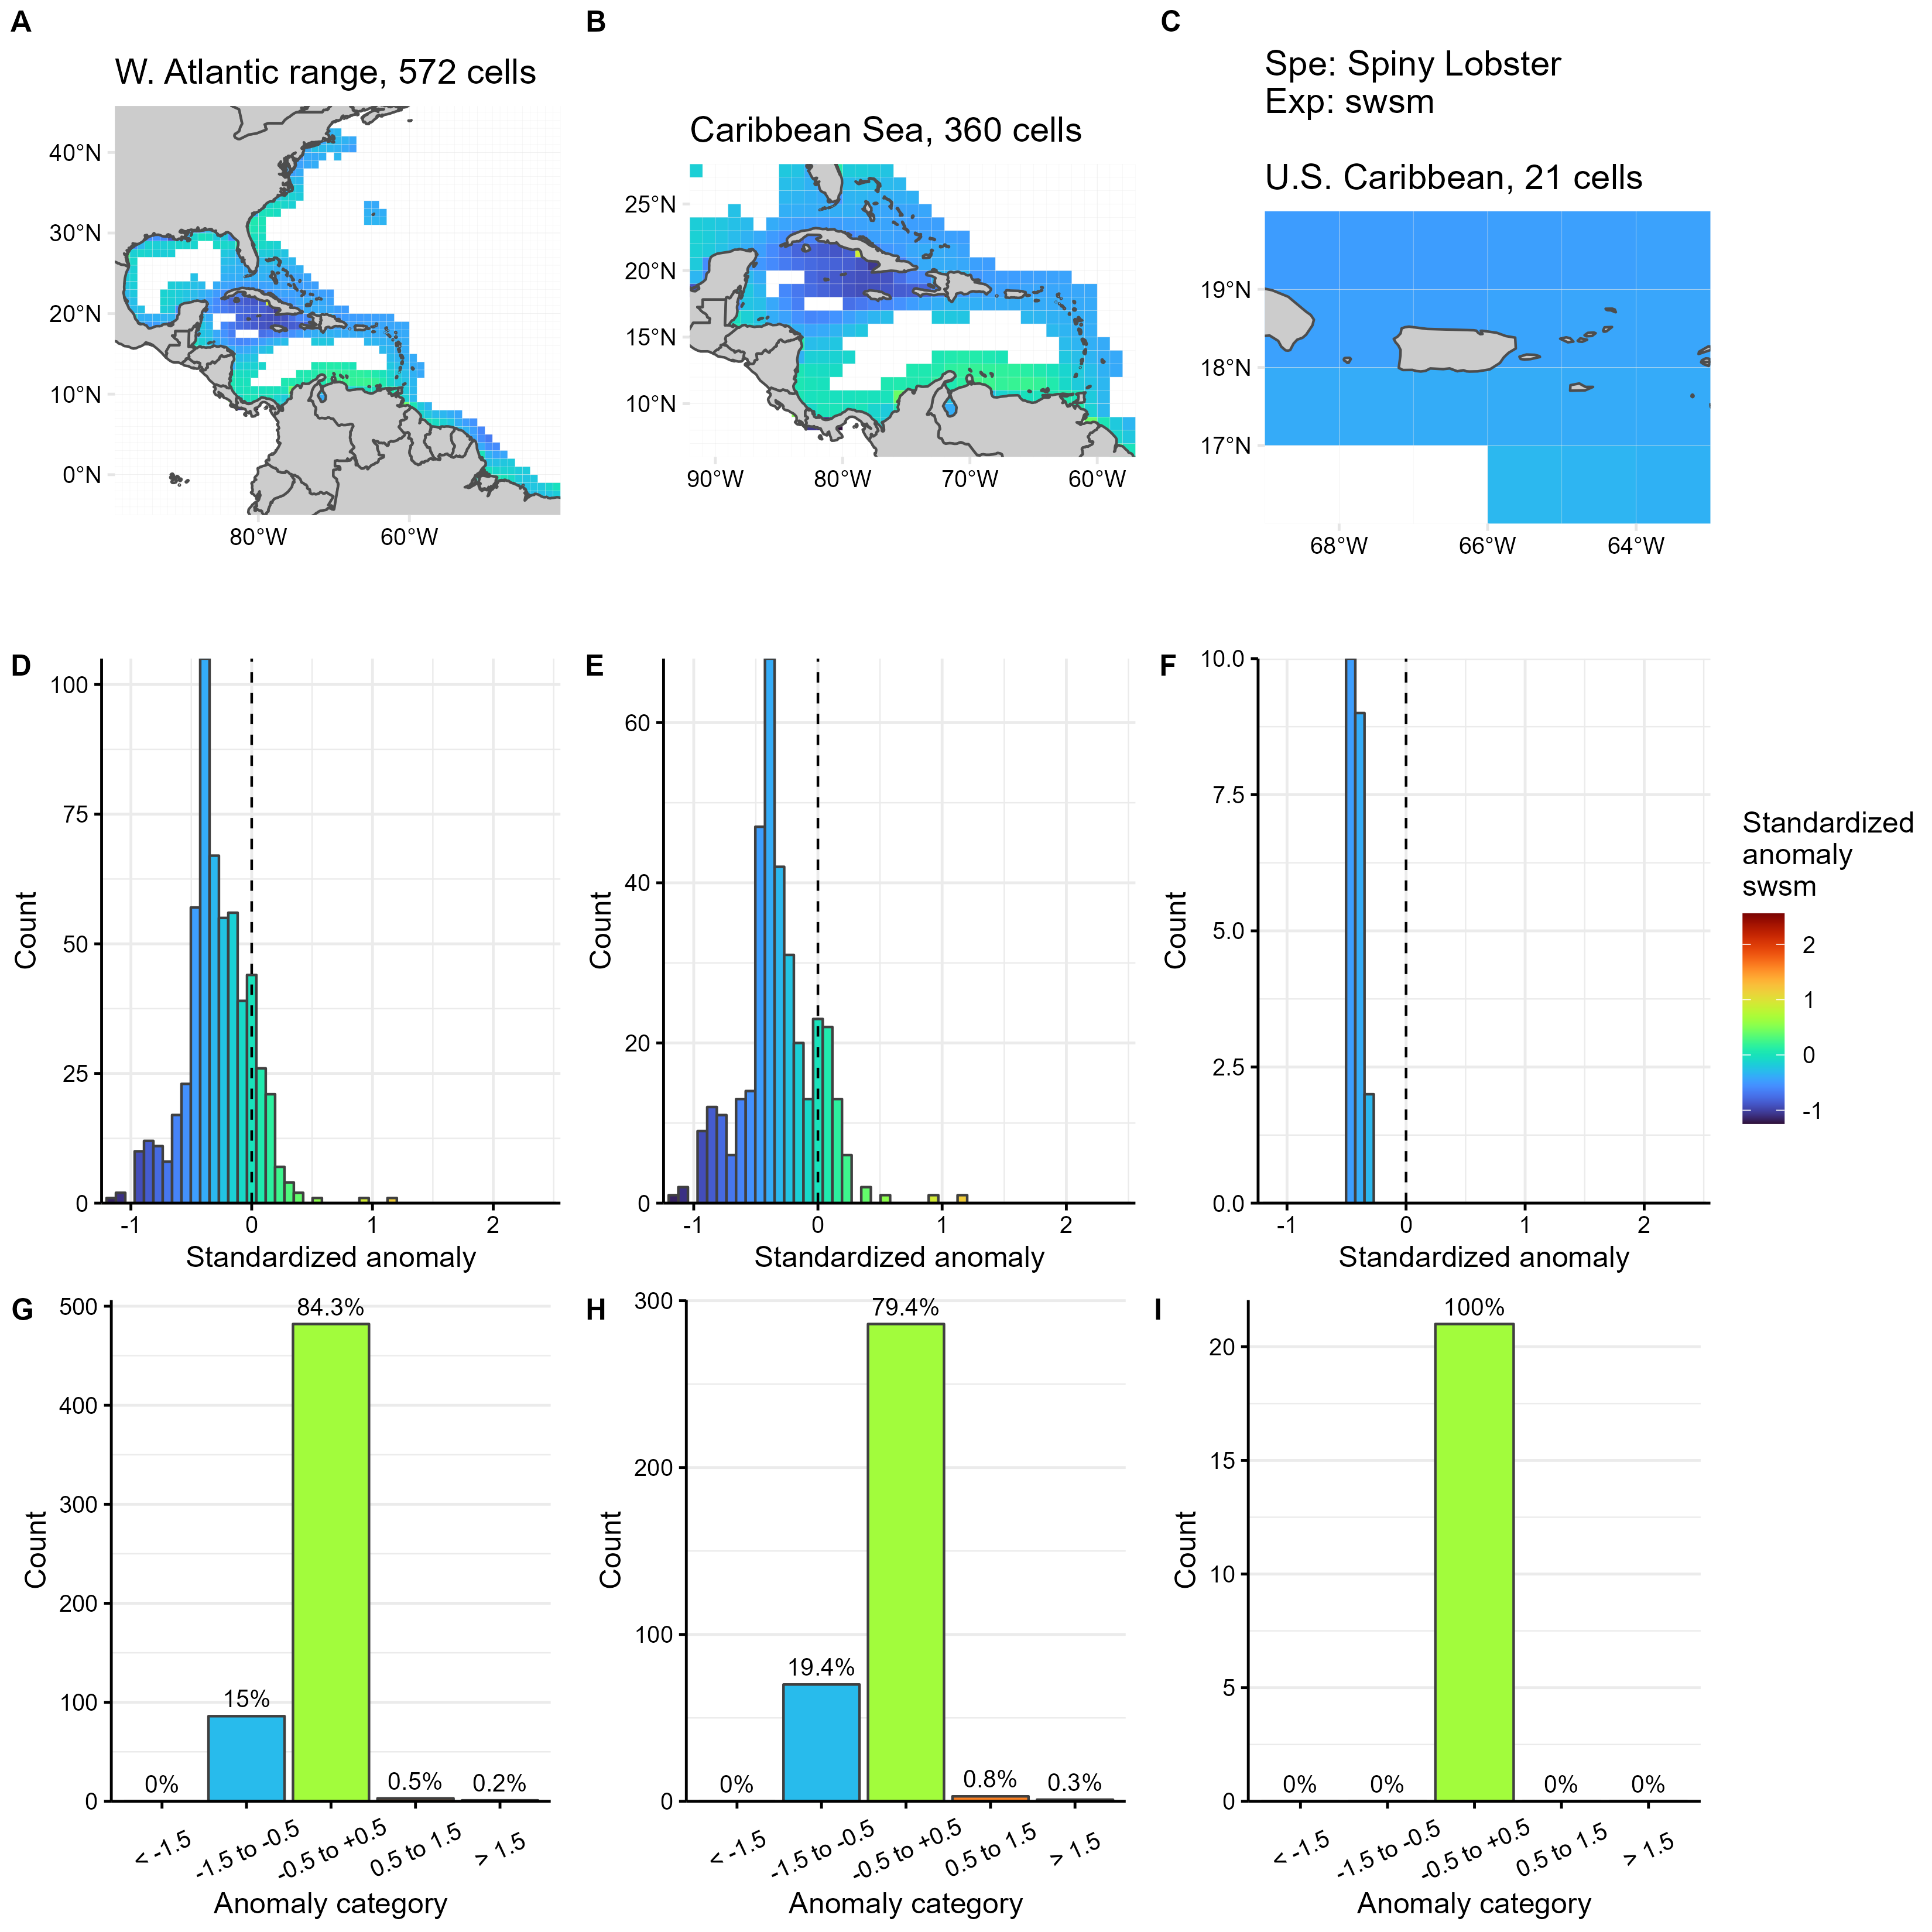 A
B
C
W. Atlantic range, 572 cells
Caribbean Sea, 360 cells
Spe: Spiny Lobster
Exp: swsm
U.S. Caribbean, 21 cells
40°N
30°N
20°N
10°N
0°N
80°W
60°W
25°N
20°N
15°N
10°N
90°W
80°W
70°W
60°W
19°N
18°N
17°N
68°W
66°W
64°W
D
100
75
50
25
0
Count
-1
0
1
2
Standardized anomaly
E
60
40
20
0
Count
-1
0
1
2
Standardized anomaly
F
10.0
7.5
5.0
2.5
0.0
Count
-1
0
1
2
Standardized anomaly
Standardized
anomaly
swsm
2
1
0
-1
G
500
400
300
200
100
0
Count
0%
15%
84.3%
0.5%
0.2%
< -1.5
-1.5 to -0.5
-0.5 to +0.5
0.5 to 1.5
> 1.5
Anomaly category
H
300
200
100
0
Count
0%
19.4%
79.4%
0.8%
0.3%
< -1.5
-1.5 to -0.5
-0.5 to +0.5
0.5 to 1.5
> 1.5
Anomaly category
I
20
15
10
5
0
Count
0%
0%
100%
0%
0%
< -1.5
-1.5 to -0.5
-0.5 to +0.5
0.5 to 1.5
> 1.5
Anomaly category